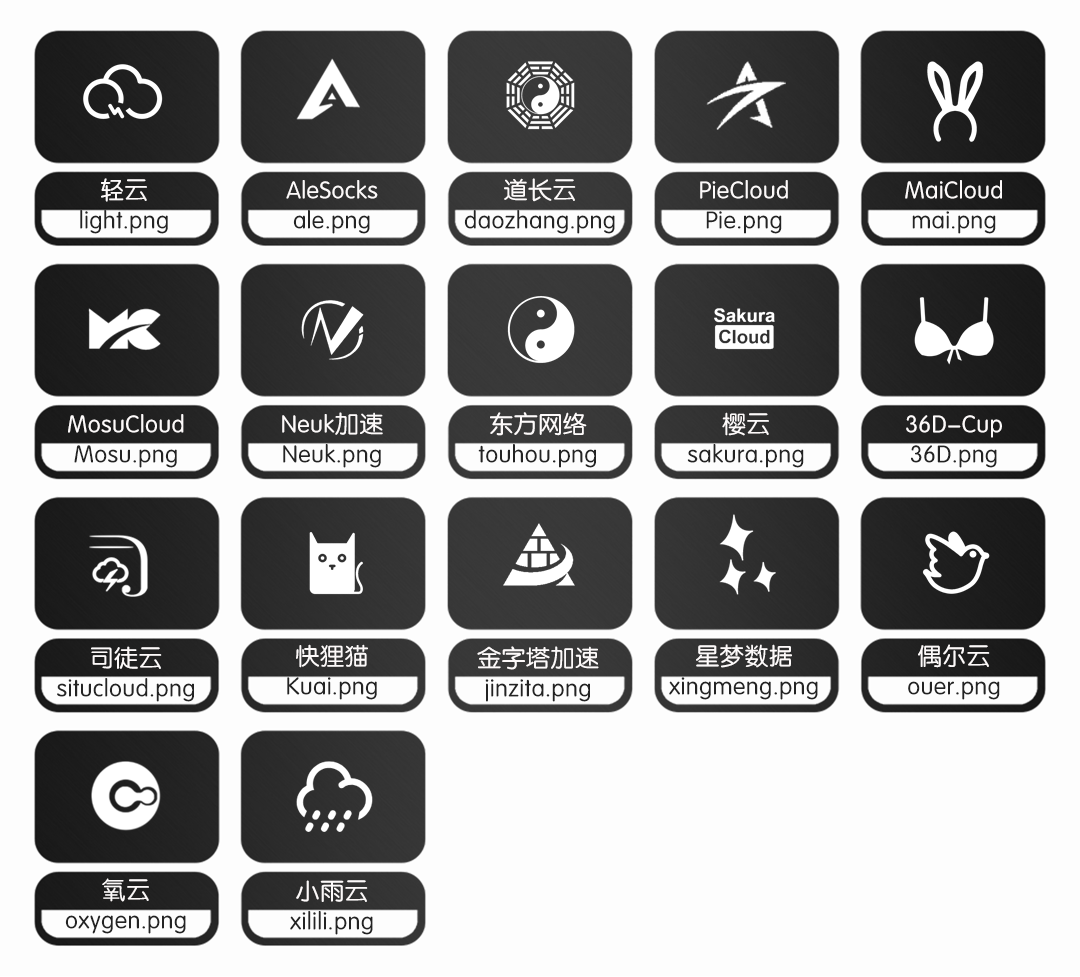 轻云
light.png
AleSocks
ale.png
道长云
daozhang.png
PieCloud
Pie.png
MaiCloud
mai.png
MosuCloud
Mosu.png
Neuk加速
Neuk.png
东方网络
touhou.png
Sakura
Cloud
樱云
sakura.png
36D-Cup
36D.png
司徒云
situcloud.png
快狸猫
Kuai.png
金字塔加速
jinzita.png
星梦数据
xingmeng.png
偶尔云
ouer.png
氧云
oxygen.png
小雨云
xilili.png